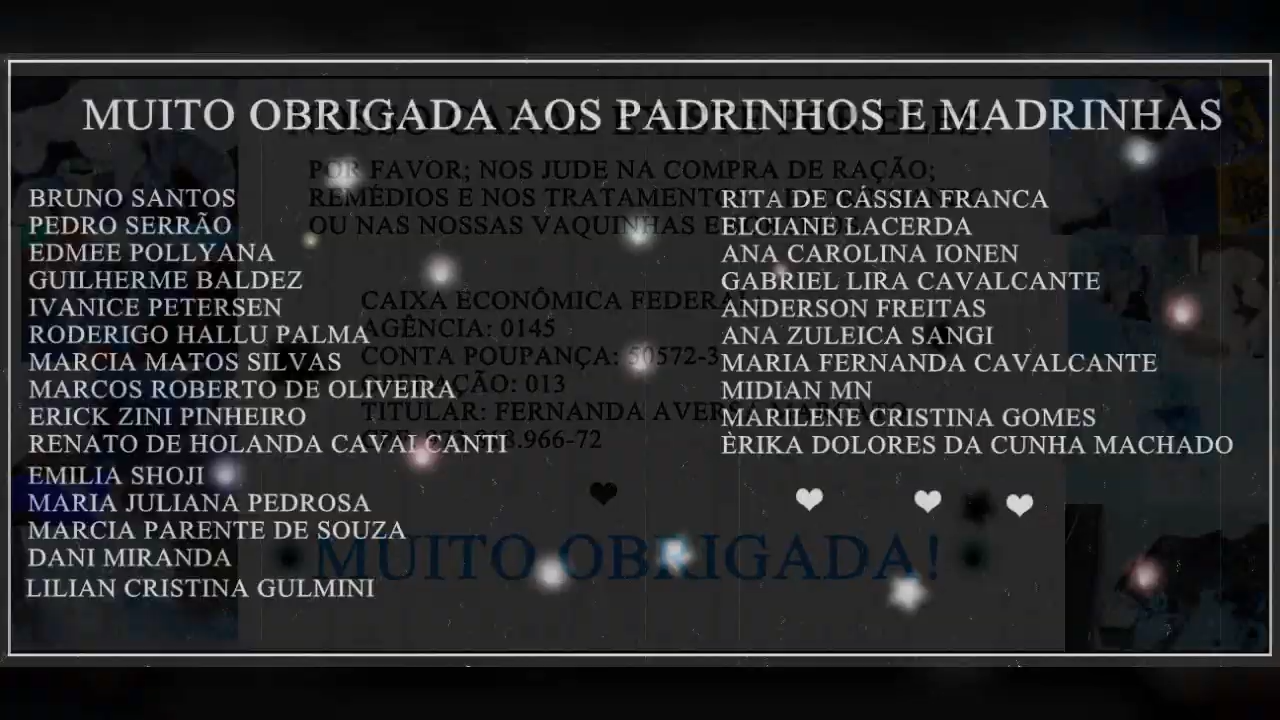 MUITO OBRIGADA AOS PADRINHOS E MADRINHAS
POR FAVOR; NOS JUDE NA COMPRA DE RAÇÃO;
REMÉDIOS E NOS TRATAMENTO
OU NAS NOSSAS VAQUINHAS
BRUNO SANTOS
PEDRO SERRÃO
EDMEE POLLYANA
GUILHERME BALDEZ
IVANICE PETERSEN
RODERIGO HALLU PALMA
MARCIA MATOS SILVAS
MARCOS ROBERTO DE OLIVEIRA
ERICK ZINI PINHEIRO
RENATO DE HOLANDA CAVALCANTI
EMILIA SHOJI
MARIA JULIANA PEDROSA
MARCIA PARENTE DE SOUZA
DANI MIRANDA
LILIAN CRISTINA GULMINI
RITA DE CÁSSIA FRANCA
ELCIANE LACERDA
ANA CAROLINA IONEN
GABRIEL LIRA CAVALCANTE
ANDERSON FREITAS
ANA ZULEICA SANGI
MARIA FERNANDA CAVALCANTE
MIDIAN MN
MARILENE CRISTINA GOMES
ÈRIKA DOLORES DA CUNHA MACHADO
CAIXA ECONÔMICA FEDERAL
AGÊNCIA: 0145
CONTA POUPANÇA: 50572-3
OPERAÇÃO: 013
TITULAR: FERNANDA
MUITO OBRIGADA!